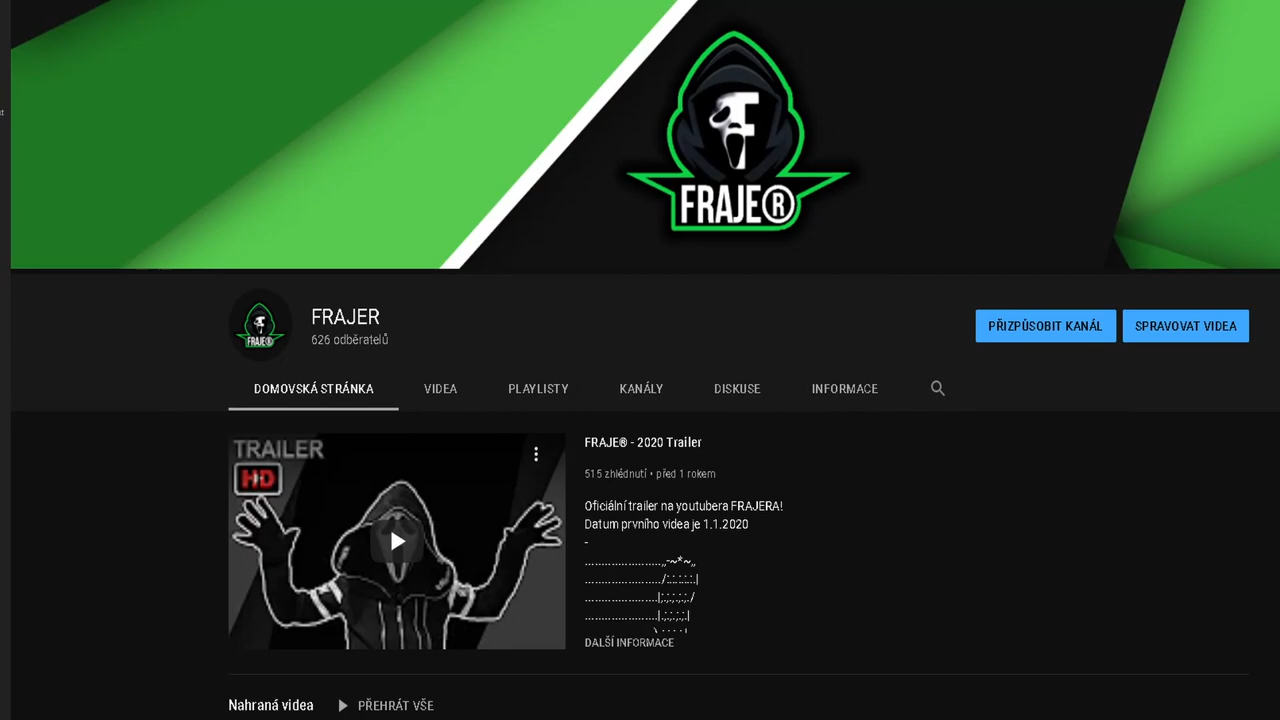 FRAJE®
FRAJE®
FRAJER
626 odběratelů
PŘIZPŮSOBIT KANÁL
SPRAVOVAT VIDEA
DOMOVSKÁ STRÁNKA
VIDEA
PLAYLISTY
KANÁLY
DISKUSE
INFORMACE
TRAILER
HD
FRAJE® - 2020 Trailer
515 zhlédnutí • před 1 rokem
Oficiální trailer na youtubera FRAJERA!
Datum prvního videa je 1.1.2020
-
.......................,,-~*~,,
......................./:.:.:.:.:.|
......................|;.;.;.;.;./
......................|.;.;.;.;.|
DALŠÍ INFORMACE
Nahraná videa
PŘEHRÁT VŠE